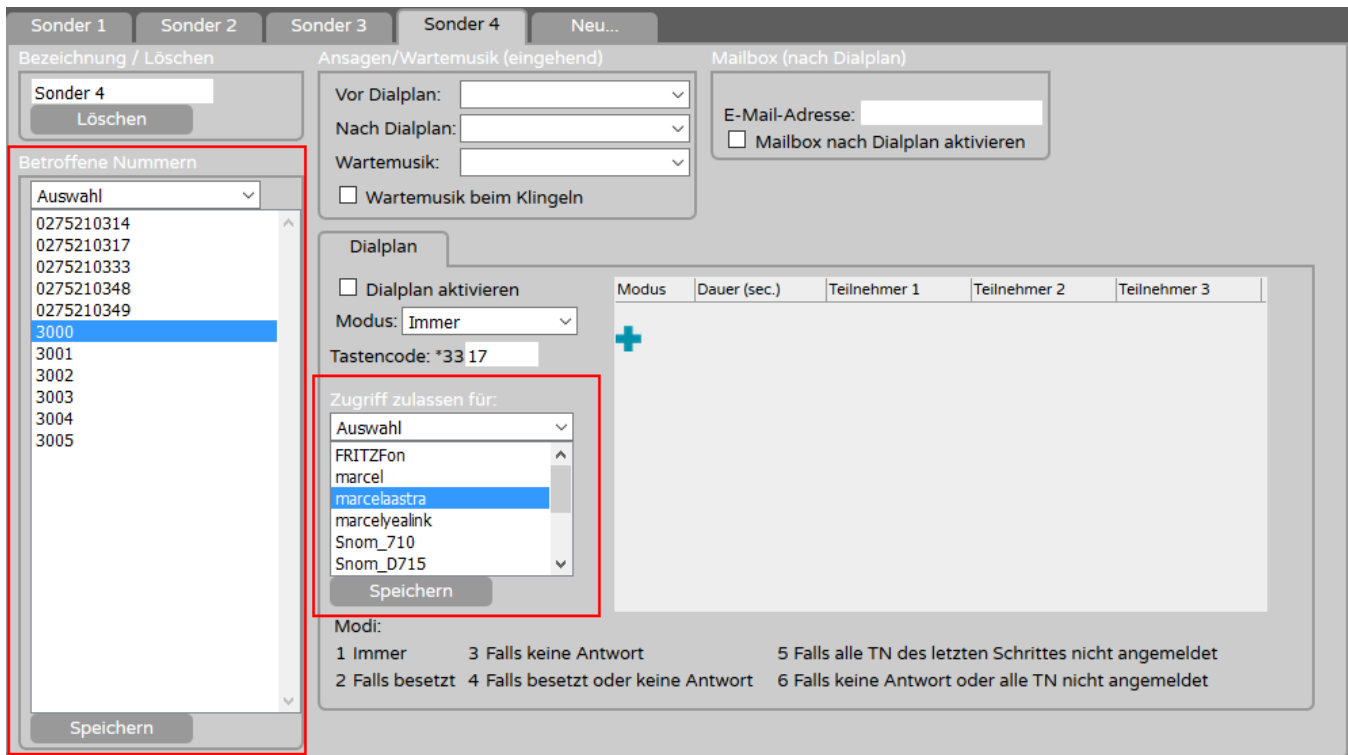 Sonder 1 Sonder 2 Sonder 3 Sonder 4 Neu...
Bezeichnung / Löschen
Sonder 4
Löschen
Betroffene Nummern
Auswahl
0275210314
0275210317
0275210333
0275210348
0275210349
3000
3001
3002
3003
3004
3005
Speichern
Ansagen/Wartemusik (eingehend)
Vor Dialplan:
Nach Dialplan:
Wartemusik:
Wartemusik beim Klingeln
Mailbox (nach Dialplan)
E-Mail-Adresse:
Mailbox nach Dialplan aktivieren
Dialplan
Dialplan aktivieren
Modus: Immer
Tastencode: *33 17
Zugriff zulassen für:
Auswahl
FRITZFon
marcel
marcelaastra
marcelyealink
Snom_710
Snom_D715
Speichern
Modus Dauer (sec.) Teilnehmer 1 Teilnehmer 2 Teilnehmer 3
Modi:
1 Immer 3 Falls keine Antwort 5 Falls alle TN des letzten Schrittes nicht angemeldet
2 Falls besetzt 4 Falls besetzt oder keine Antwort 6 Falls keine Antwort oder alle TN nicht angemeldet